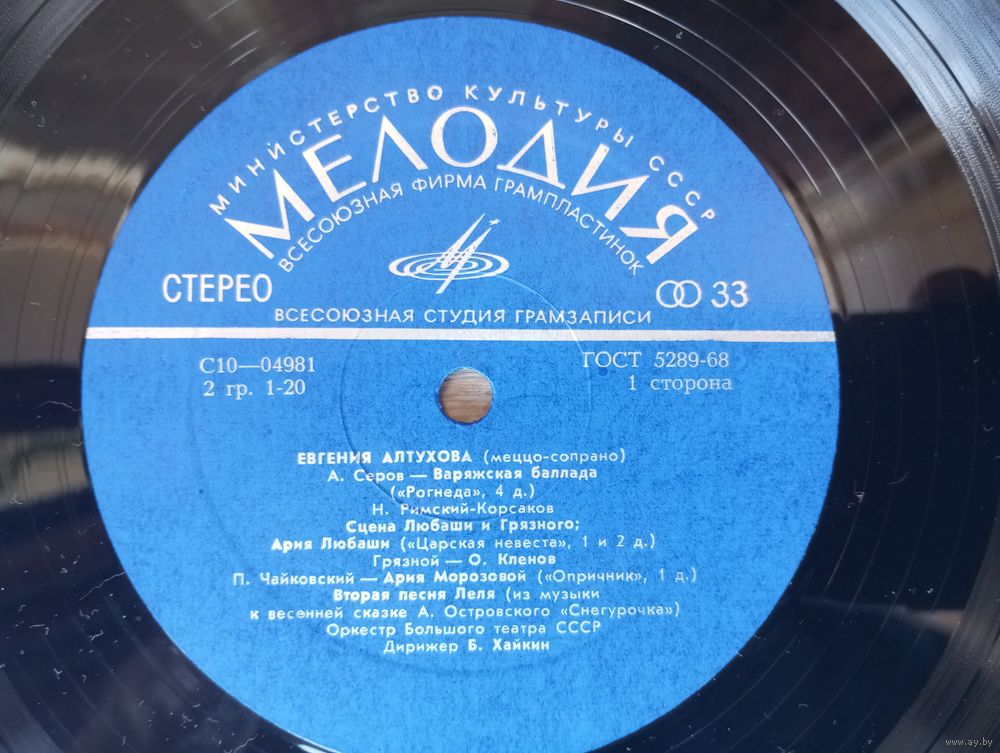 МИНИСТЕРСТВО КУЛЬТУРЫ СССР
МЕЛОДИЯ
ВСЕСОЮЗНАЯ ФИРМА ГРАМПЛАСТИНОК
СТЕРЕО
33
ВСЕСОЮЗНАЯ СТУДИЯ ГРАМЗАПИСИ
С10—04981
ГОСТ 5289-68
2 гр. 1-20
1 сторона
ЕВГЕНИЯ АЛТУХОВА (меццо-сопрано)
А. Серов — Варяжская баллада
(«Рогнеда», 4 д.)
Н. Римский-Корсаков
Сцена Любаши и Грязного;
Ария Любаши («Царская невеста», 1 и 2 д.)
Грязной — О. Кленов
П. Чайковский — Ария Морозовой («Опричник», 1 д.)
Вторая песня Леля (из музыки
к весенней сказке А. Островского «Снегурочка»)
Оркестр Большого театра СССР
Дирижер Б. Хайкин
www.ay.by